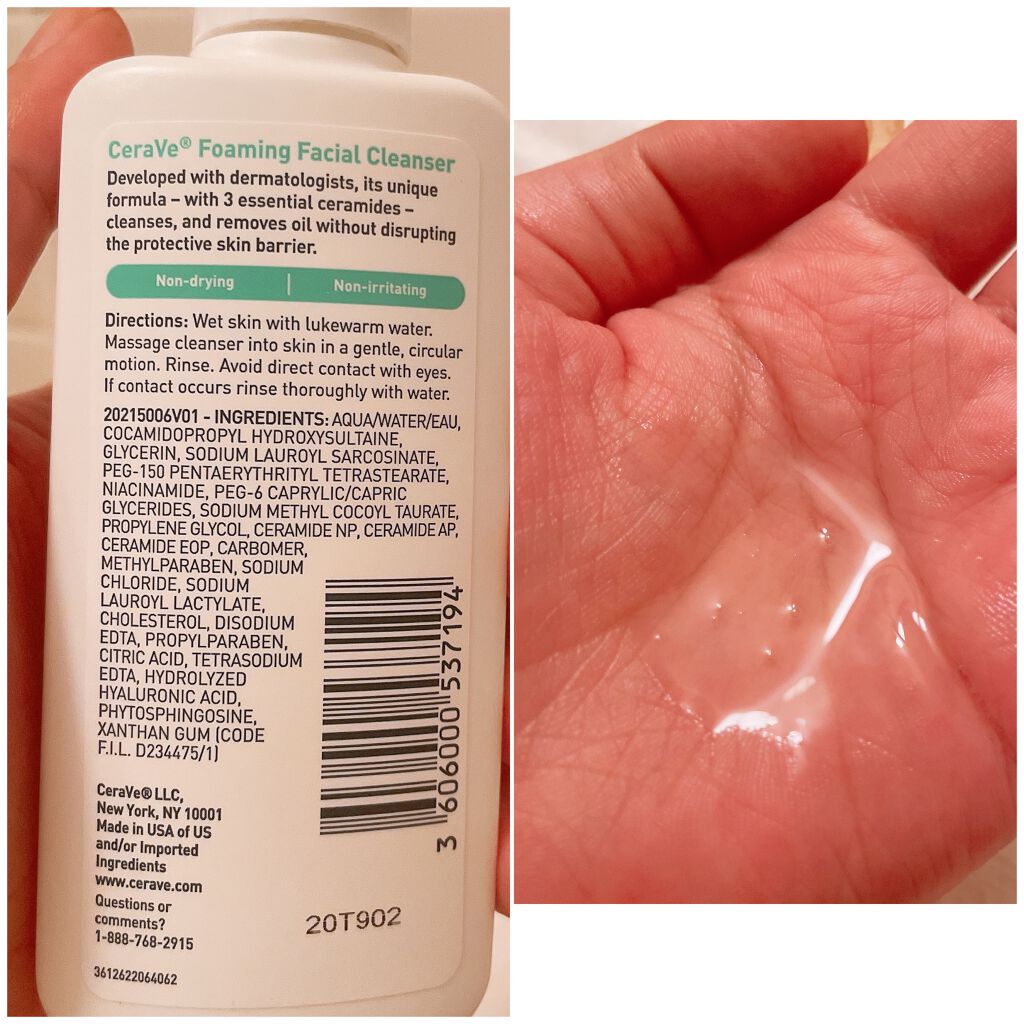 CeraVe® Foaming Facial Cleanser
Developed with dermatologists, its unique
formula – with 3 essential ceramides –
cleanses, and removes oil without disrupting
the protective skin barrier.
Non-drying | Non-irritating
Directions: Wet skin with lukewarm water.
Massage cleanser into skin in a gentle, circular
motion. Rinse. Avoid direct contact with eyes.
If contact occurs rinse thoroughly with water.
20215006V01 - INGREDIENTS: AQUA/WATER/EAU,
COCAMIDOPROPYL HYDROXYSULTAINE,
GLYCERIN, SODIUM LAUROYL SARCOSINATE,
PEG-150 PENTAERYTHRITYL TETRASTEARATE,
NIACINAMIDE, PEG-6 CAPRYLIC/CAPRIC
GLYCERIDES, SODIUM METHYL COCOYL TAURATE,
PROPYLENE GLYCOL, CERAMIDE NP, CERAMIDE AP,
CERAMIDE EOP, CARBOMER,
METHYLPARABEN, SODIUM
CHLORIDE, SODIUM
LAUROYL LACTYLATE,
CHOLESTEROL, DISODIUM
EDTA, PROPYLPARABEN,
CITRIC ACID, TETRASODIUM
EDTA, HYDROLYZED
HYALURONIC ACID,
PHYTOSPHINGOSINE,
XANTHAN GUM (CODE
F.I.L. D234475/1)
3 606000 537194
CeraVe® LLC,
New York, NY 10001
Made in USA of US
and/or Imported
Ingredients
www.cerave.com
Questions or
comments?
1-888-768-2915
20T902
3612622064062